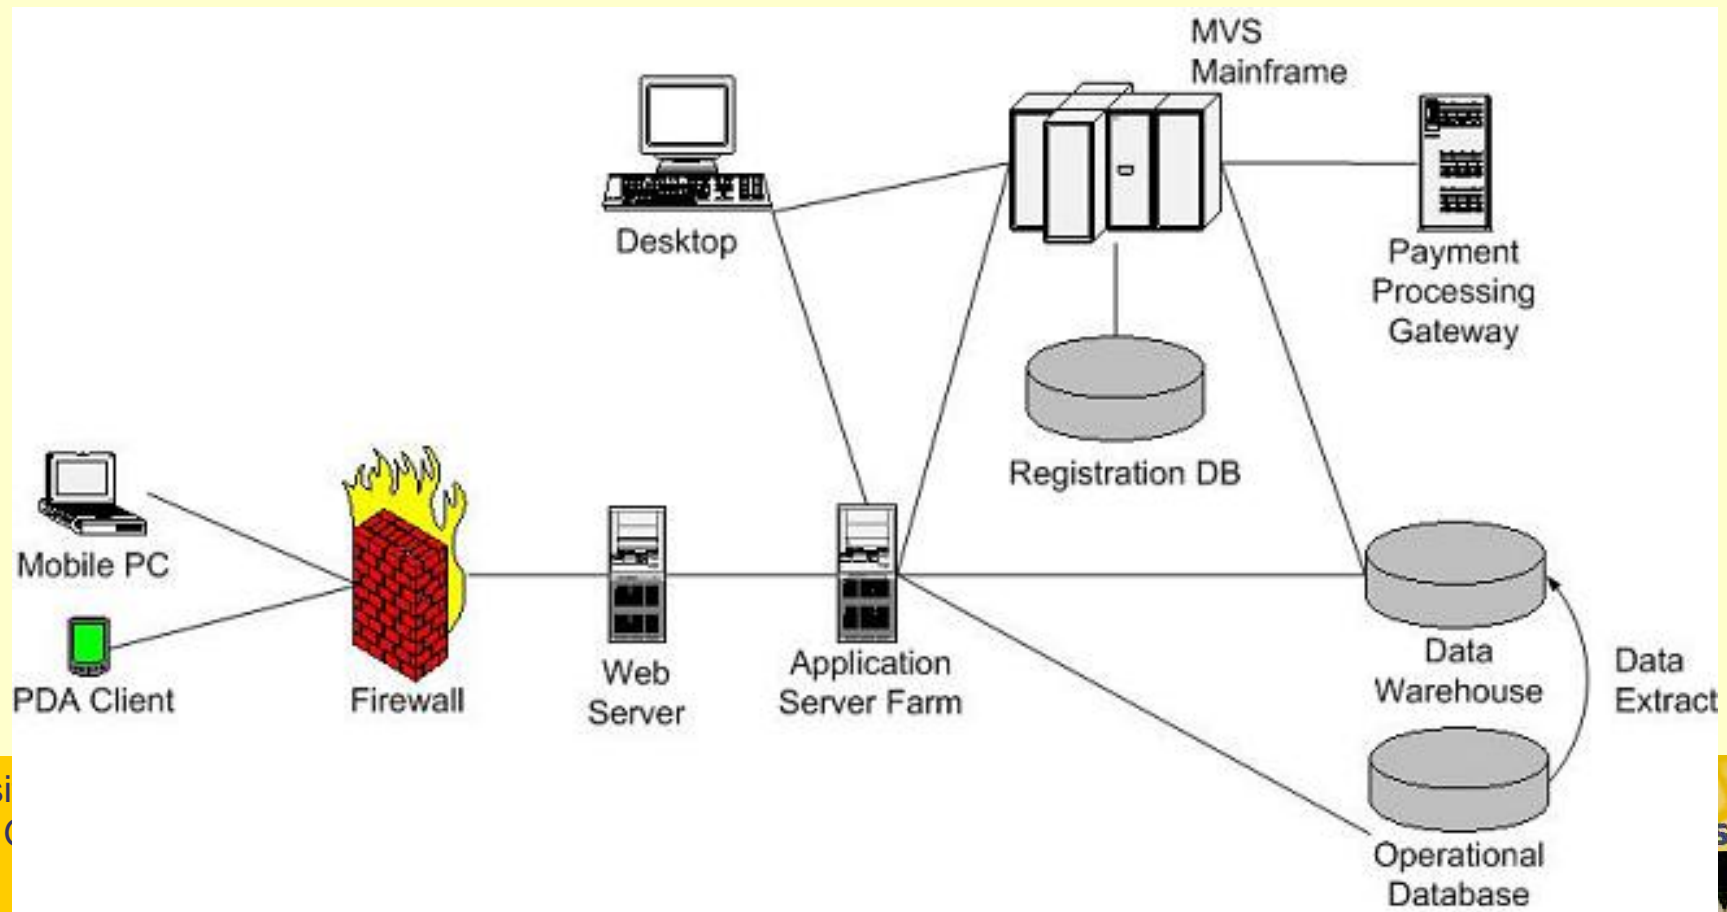 MVS
Mainframe
Desktop
Payment
Processing
Gateway
Registration DB
Mobile PC
PDA Client
Firewall
Web
Server
Application
Server Farm
Data
Warehouse
Data
Extract
Operational
Database